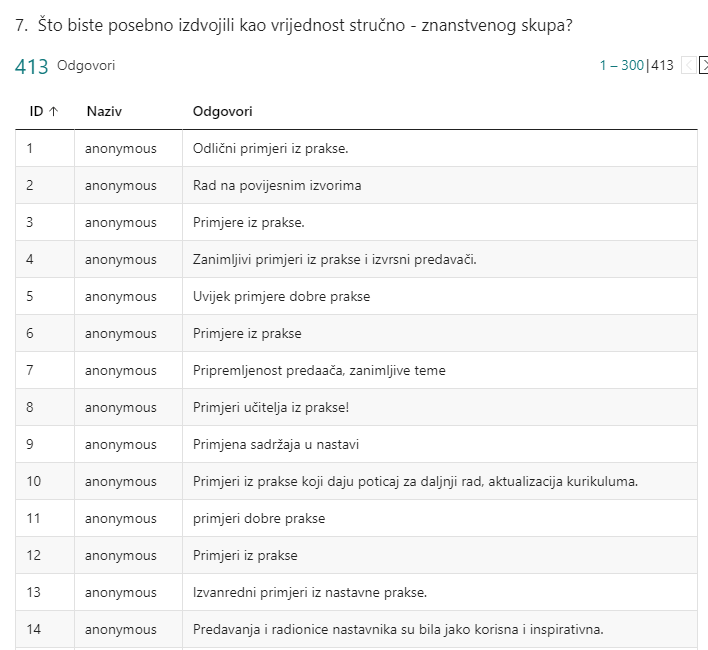 7. Što biste posebno izdvojili kao vrijednost stručno - znanstvenog skupa?
413 Odgovori 1 – 300|413
ID ↑ Naziv Odgovori
1 anonymous Odlični primjeri iz prakse.
2 anonymous Rad na povijesnim izvorima
3 anonymous Primjere iz prakse.
4 anonymous Zanimljivi primjeri iz prakse i izvrsni predavači.
5 anonymous Uvijek primjere dobre prakse
6 anonymous Primjere iz prakse
7 anonymous Pripremljenost predaača, zanimljive teme
8 anonymous Primjeri učitelja iz prakse!
9 anonymous Primjena sadržaja u nastavi
10 anonymous Primjeri iz prakse koji daju poticaj za daljnji rad, aktualizacija kurikuluma.
11 anonymous primjeri dobre prakse
12 anonymous Primjeri iz prakse
13 anonymous Izvanredni primjeri iz nastavne prakse.
14 anonymous Predavanja i radionice nastavnika su bila jako korisna i inspirativna.